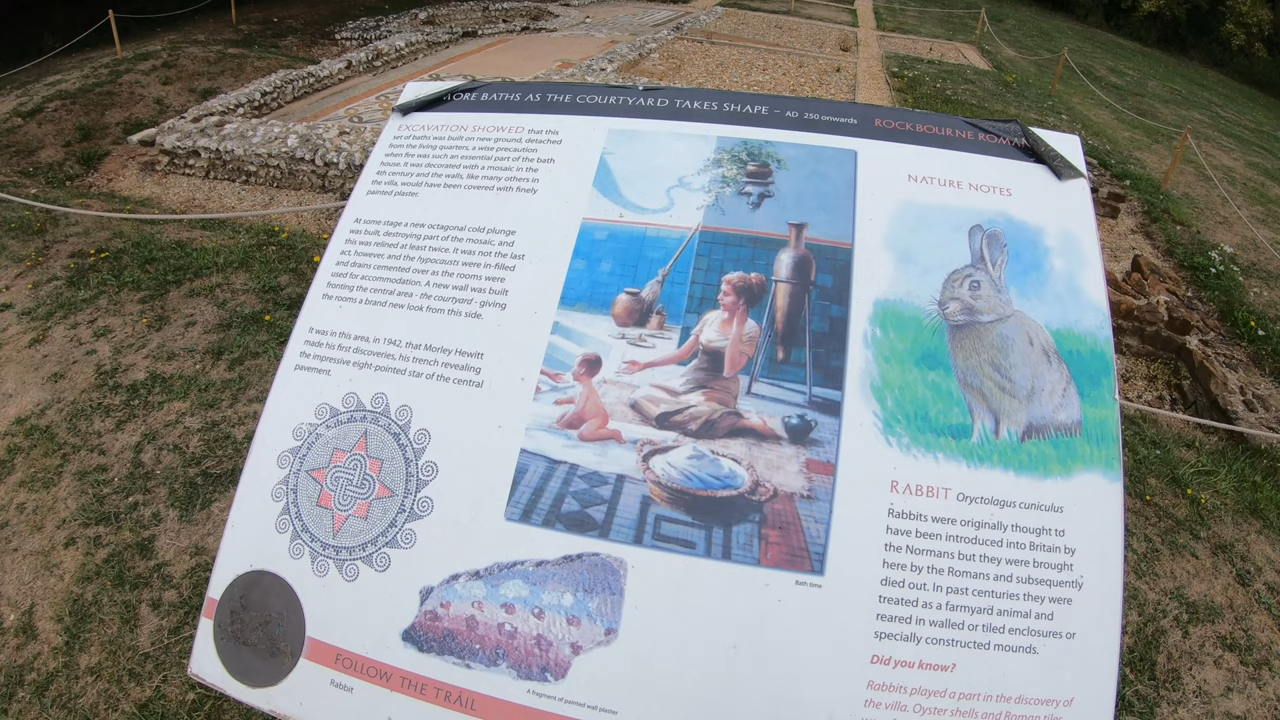 MORE BATHS AS THE COURTYARD TAKES SHAPE – AD 250 onwards
ROCKBOURNE ROMAN
EXCAVATION SHOWED that this
set of baths was built on new ground, detached
from the living quarters, a wise precaution
when fire was such an essential part of the bath
house. It was decorated with a mosaic in the
4th century and the walls, like many others in
the villa, would have been covered with finely
painted plaster.
At some stage a new octagonal cold plunge
was built, destroying part of the mosaic, and
this was relined at least twice. It was not the last
act, however, and the hypocausts were in-filled
and drains cemented over as the rooms were
used for accommodation. A new wall was built
fronting the central area - the courtyard - giving
the rooms a brand new look from this side.
It was in this area, in 1942, that Morley Hewitt
made his first discoveries, his trench revealing
the impressive eight-pointed star of the central
pavement.
FOLLOW THE TRAIL
Rabbit
A fragment of painted wall plaster
Bath time
NATURE NOTES
RABBIT Oryctolagus cuniculus
Rabbits were originally thought to
have been introduced into Britain by
the Normans but they were brought
here by the Romans and subsequently
died out. In past centuries they were
treated as a farmyard animal and
reared in walled or tiled enclosures or
specially constructed mounds.
Did you know?
Rabbits played a part in the discovery of
the villa. Oyster shells and Roman tiles